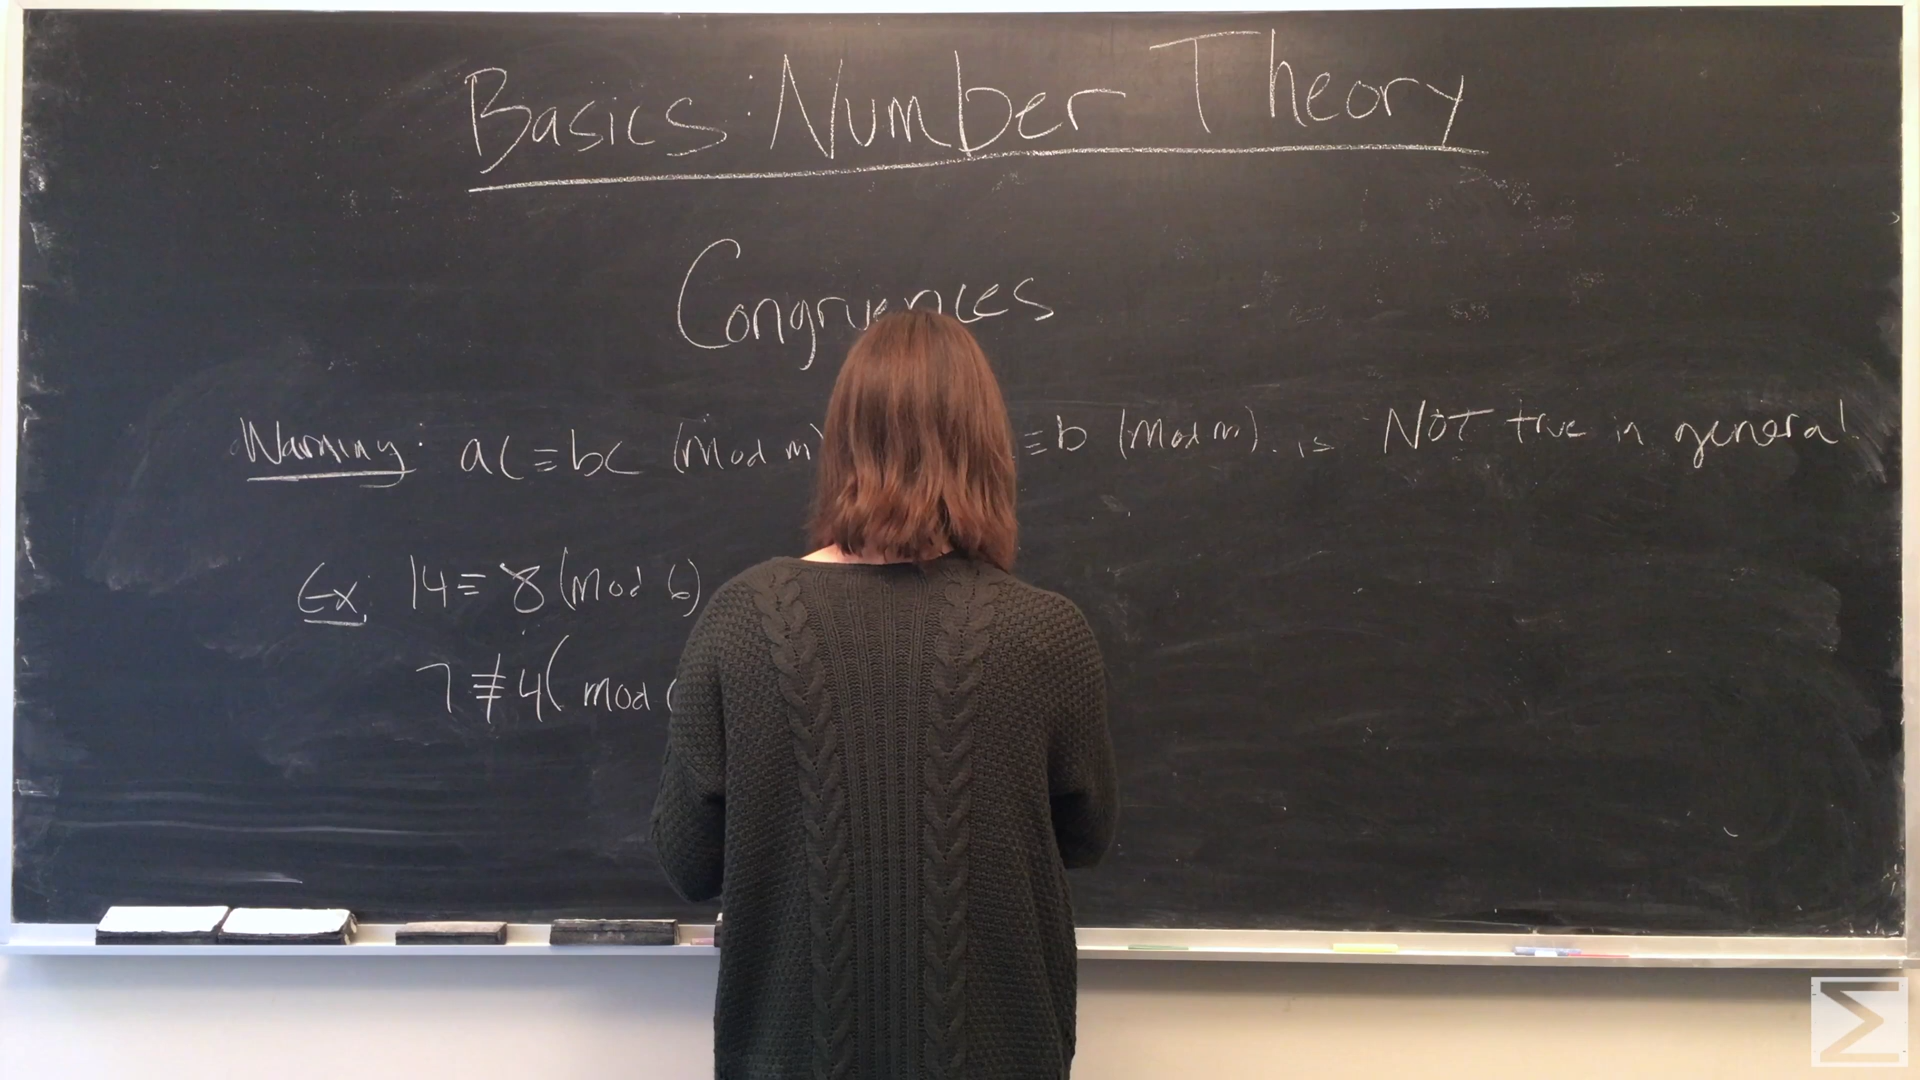 Basics: Number Theory
Congruences
Warning: ac ≡ bc (mod m) ≡ b (mod m). is NOT true in general.
Ex: 14 ≡ 8 (mod 6)
7 ≢ 4 (mod